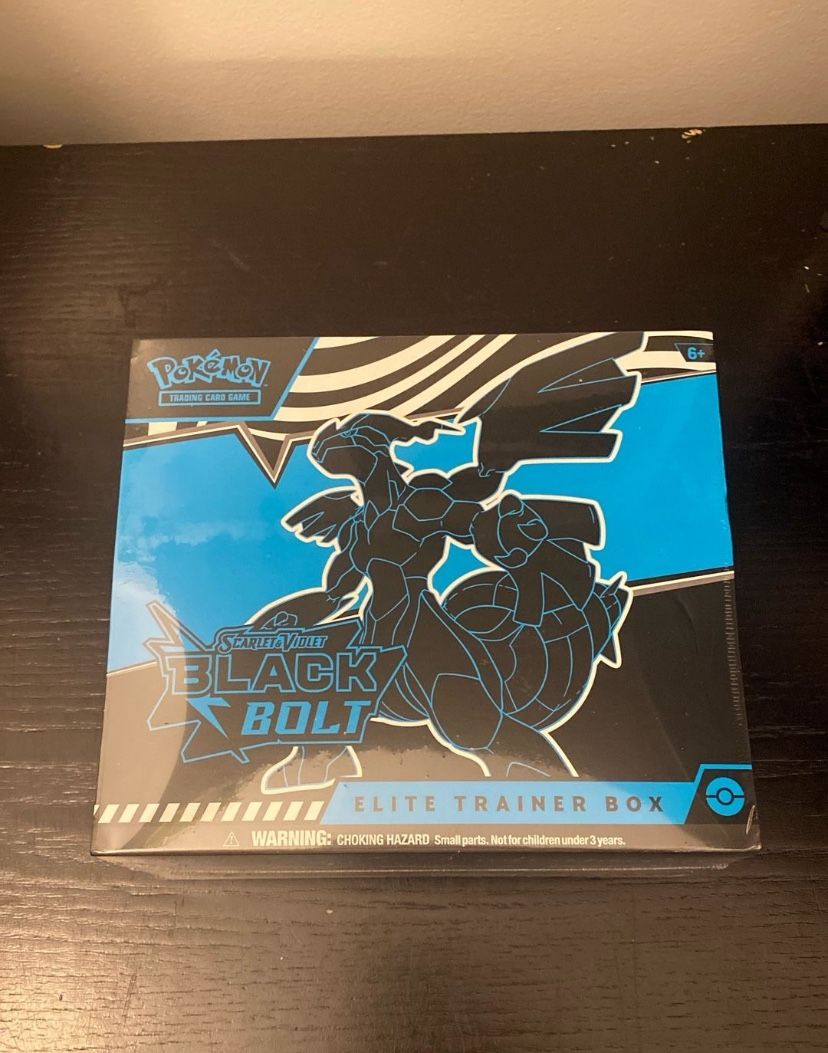 POKéMON
TRADING CARD GAME
6+
SCARLET & VIOLET
BLACK
BOLT
ELITE TRAINER BOX
WARNING: CHOKING HAZARD Small parts. Not for children under 3 years.